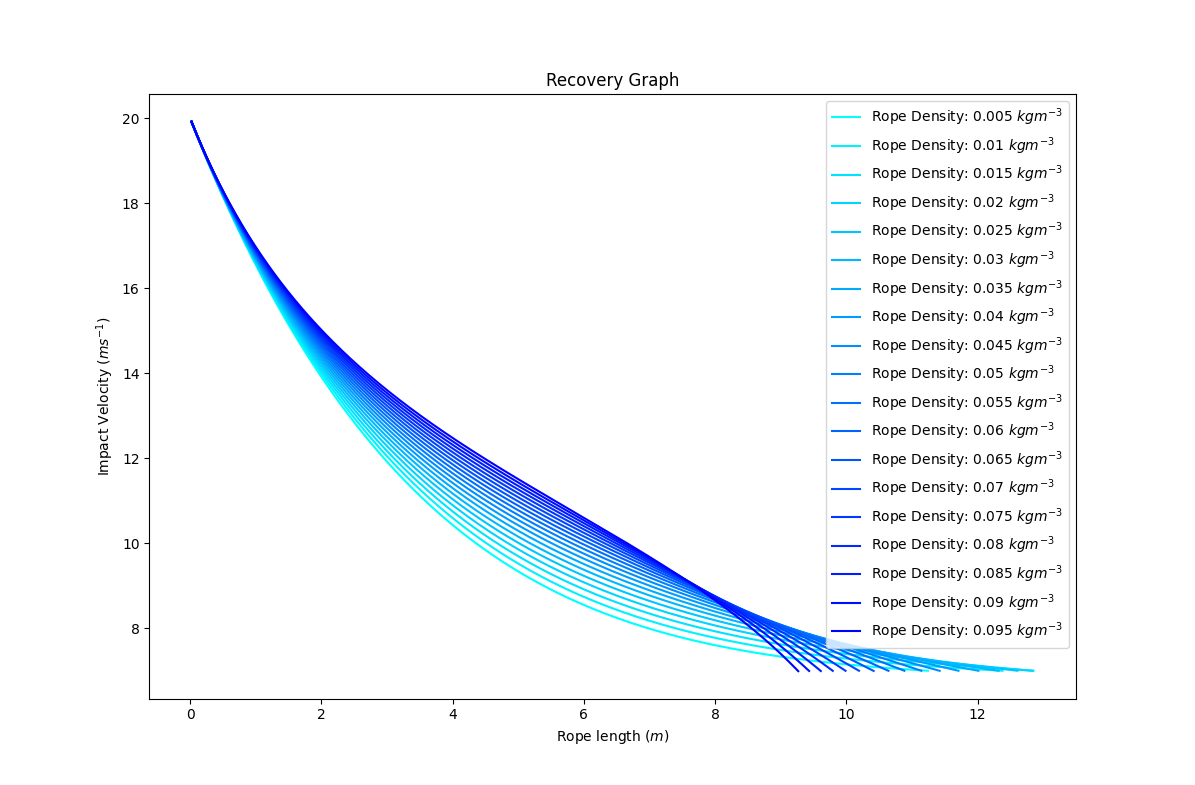 Recovery Graph
20
18
16
14
12
10
8
Impact Velocity (ms⁻¹)
0 2 4 6 8 10 12
Rope length (m)
Rope Density: 0.005 kgm⁻³
Rope Density: 0.01 kgm⁻³
Rope Density: 0.015 kgm⁻³
Rope Density: 0.02 kgm⁻³
Rope Density: 0.025 kgm⁻³
Rope Density: 0.03 kgm⁻³
Rope Density: 0.035 kgm⁻³
Rope Density: 0.04 kgm⁻³
Rope Density: 0.045 kgm⁻³
Rope Density: 0.05 kgm⁻³
Rope Density: 0.055 kgm⁻³
Rope Density: 0.06 kgm⁻³
Rope Density: 0.065 kgm⁻³
Rope Density: 0.07 kgm⁻³
Rope Density: 0.075 kgm⁻³
Rope Density: 0.08 kgm⁻³
Rope Density: 0.085 kgm⁻³
Rope Density: 0.09 kgm⁻³
Rope Density: 0.095 kgm⁻³